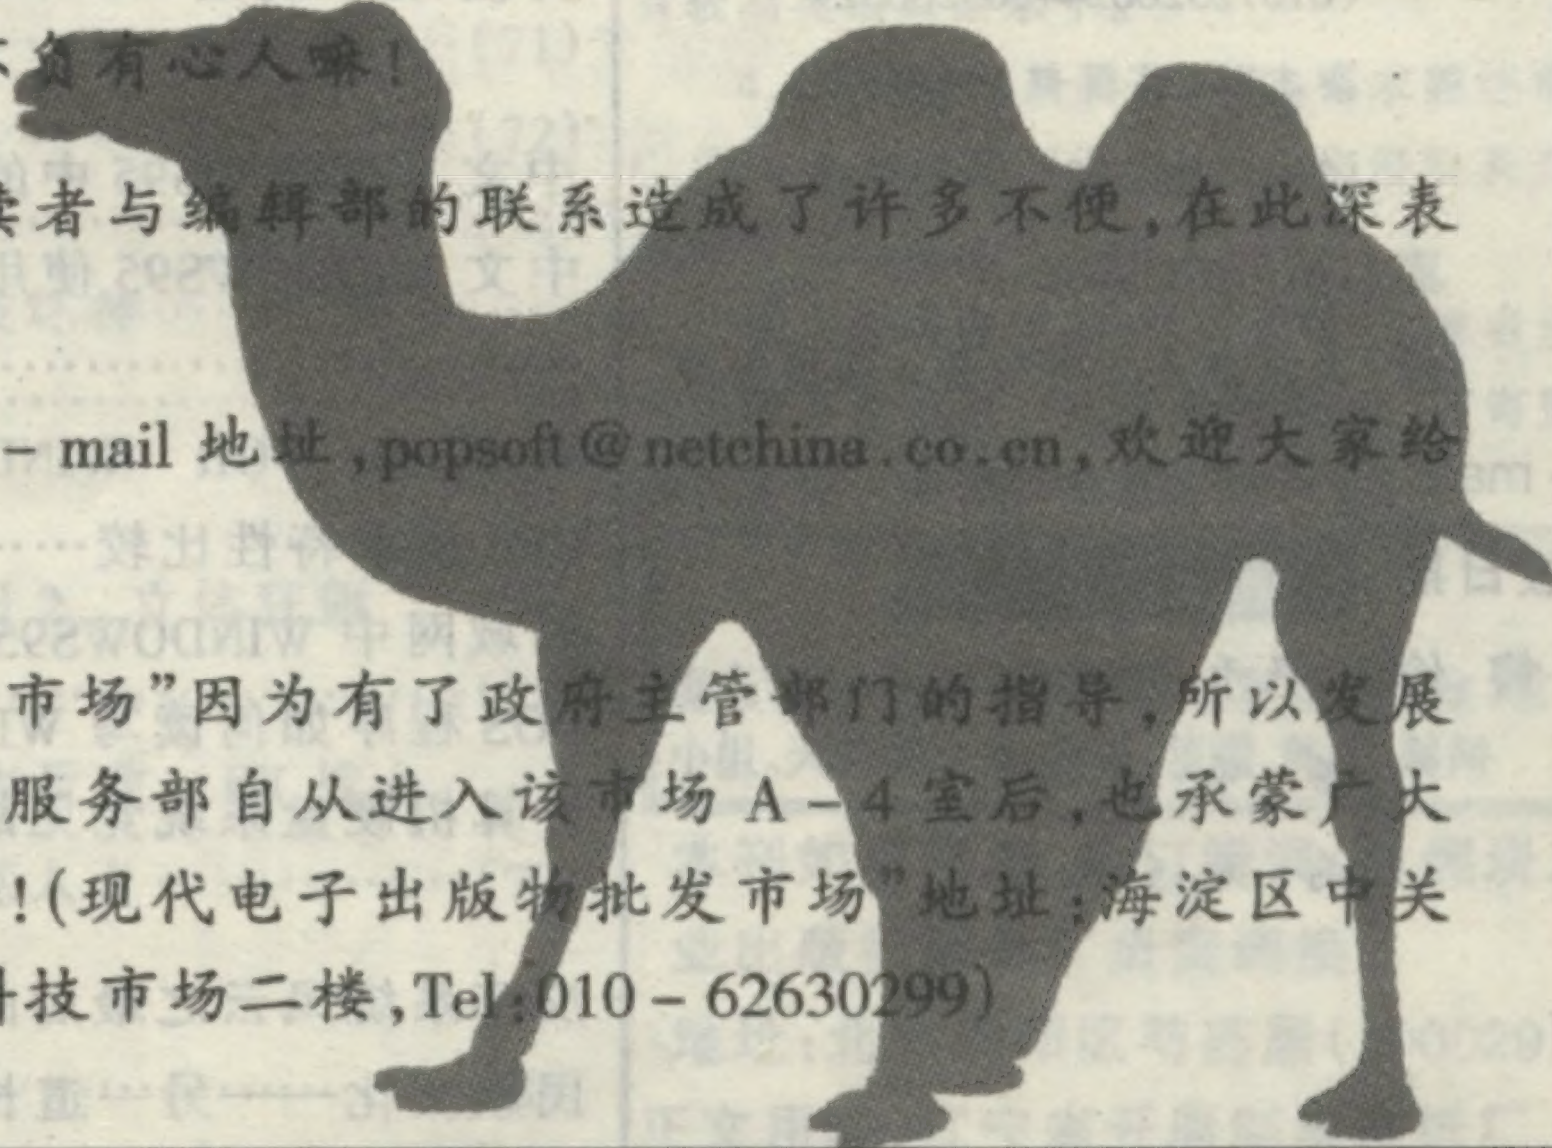 负有心人嘛!
读者与编辑部的联系造成了许多不便,在此深表
- mail 地址,popsoft@netchina.co.cn,欢迎大家给
市场”因为有了政府主管部门的指导,所以发展
服务部自从进入该市场 A-4 室后,也承蒙广大
!(现代电子出版物批发市场”地址:海淀区中关
科技市场二楼,Tel:010-62630299)